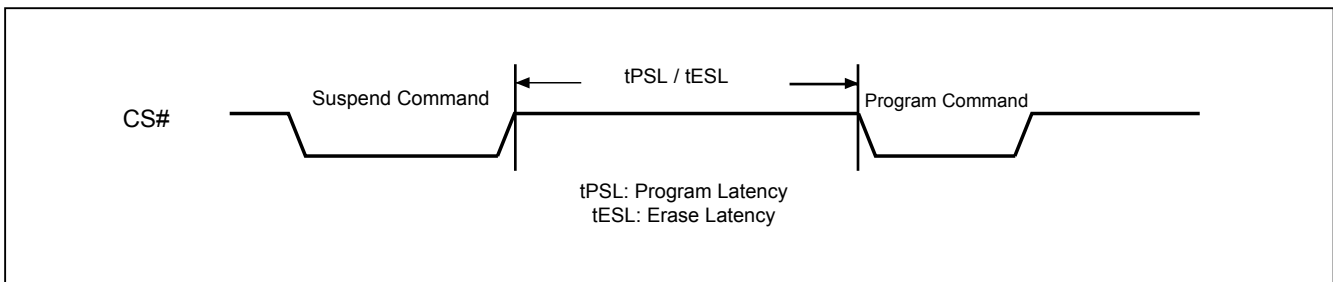 tPSL / tESL
Suspend Command
Program Command
CS#
tPSL: Program Latency
tESL: Erase Latency